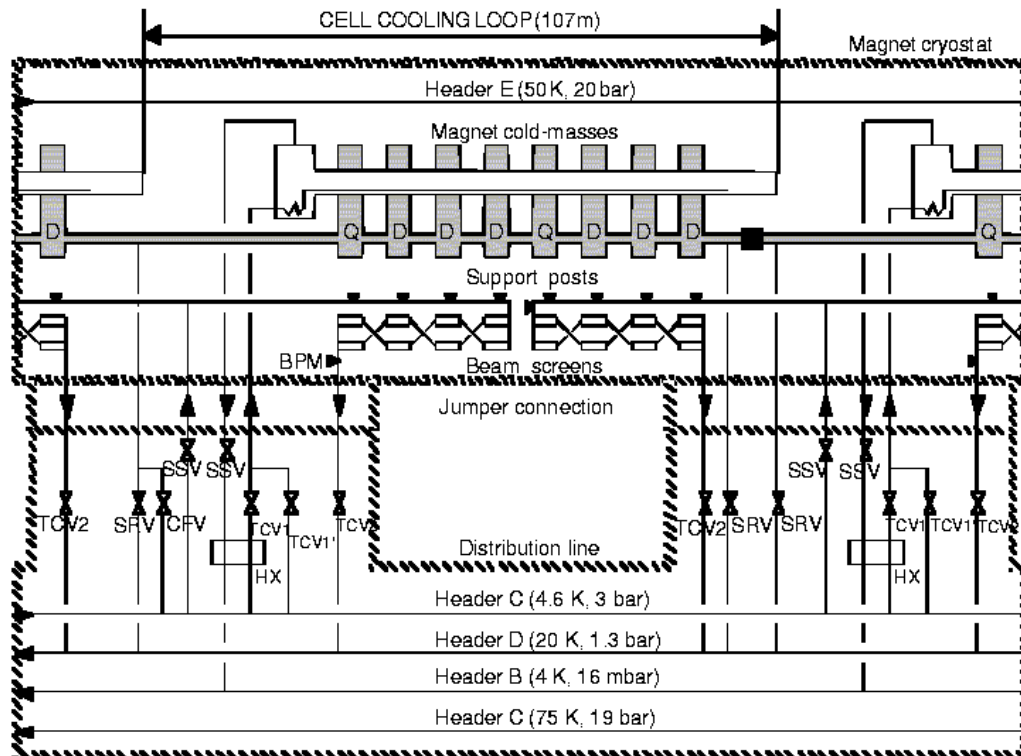 CELL COOLING LOOP (107m)
Magnet cryostat
Header E (50 K, 20 bar)
Magnet cold-masses
D Q D D D Q D D D Q
Support posts
BPM
Beam screens
Jumper connection
SSV SSV SSV SSV
TCV2 SRV CFV TCV1 TCV1' TCV2 TCV2 SRV SRV TCV1 TCV1'
Distribution line
HX HX
Header C (4.6 K, 3 bar)
Header D (20 K, 1.3 bar)
Header B (4 K, 16 mbar)
Header C (75 K, 19 bar)